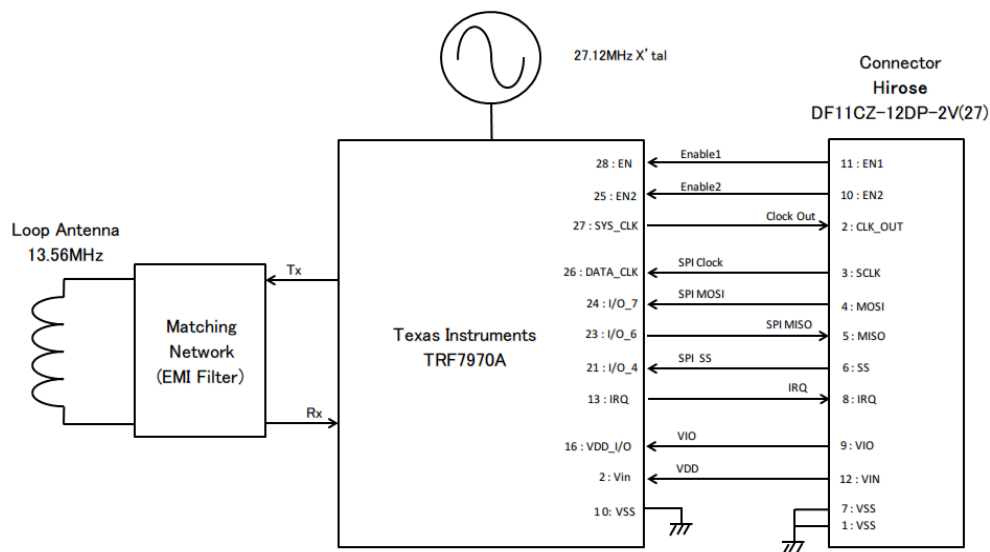 27.12MHz X'tal
Connector
Hirose
DF11CZ-12DP-2V(27)
28 : EN
Enable1
11 : EN1
25 : EN2
Enable2
10 : EN2
27 : SYS_CLK
Clock Out
2 : CLK_OUT
Loop Antenna
13.56MHz
Tx
26 : DATA_CLK
SPI Clock
3 : SCLK
24 : I/O_7
SPI MOSI
4 : MOSI
Matching
Network
(EMI Filter)
Texas Instruments
TRF7970A
23 : I/O_6
SPI MISO
5 : MISO
21 : I/O_4
SPI SS
6 : SS
Rx
13 : IRQ
IRQ
8 : IRQ
16 : VDD_I/O
VIO
9 : VIO
2 : Vin
VDD
12 : VIN
10 : VSS
7 : VSS
1 : VSS